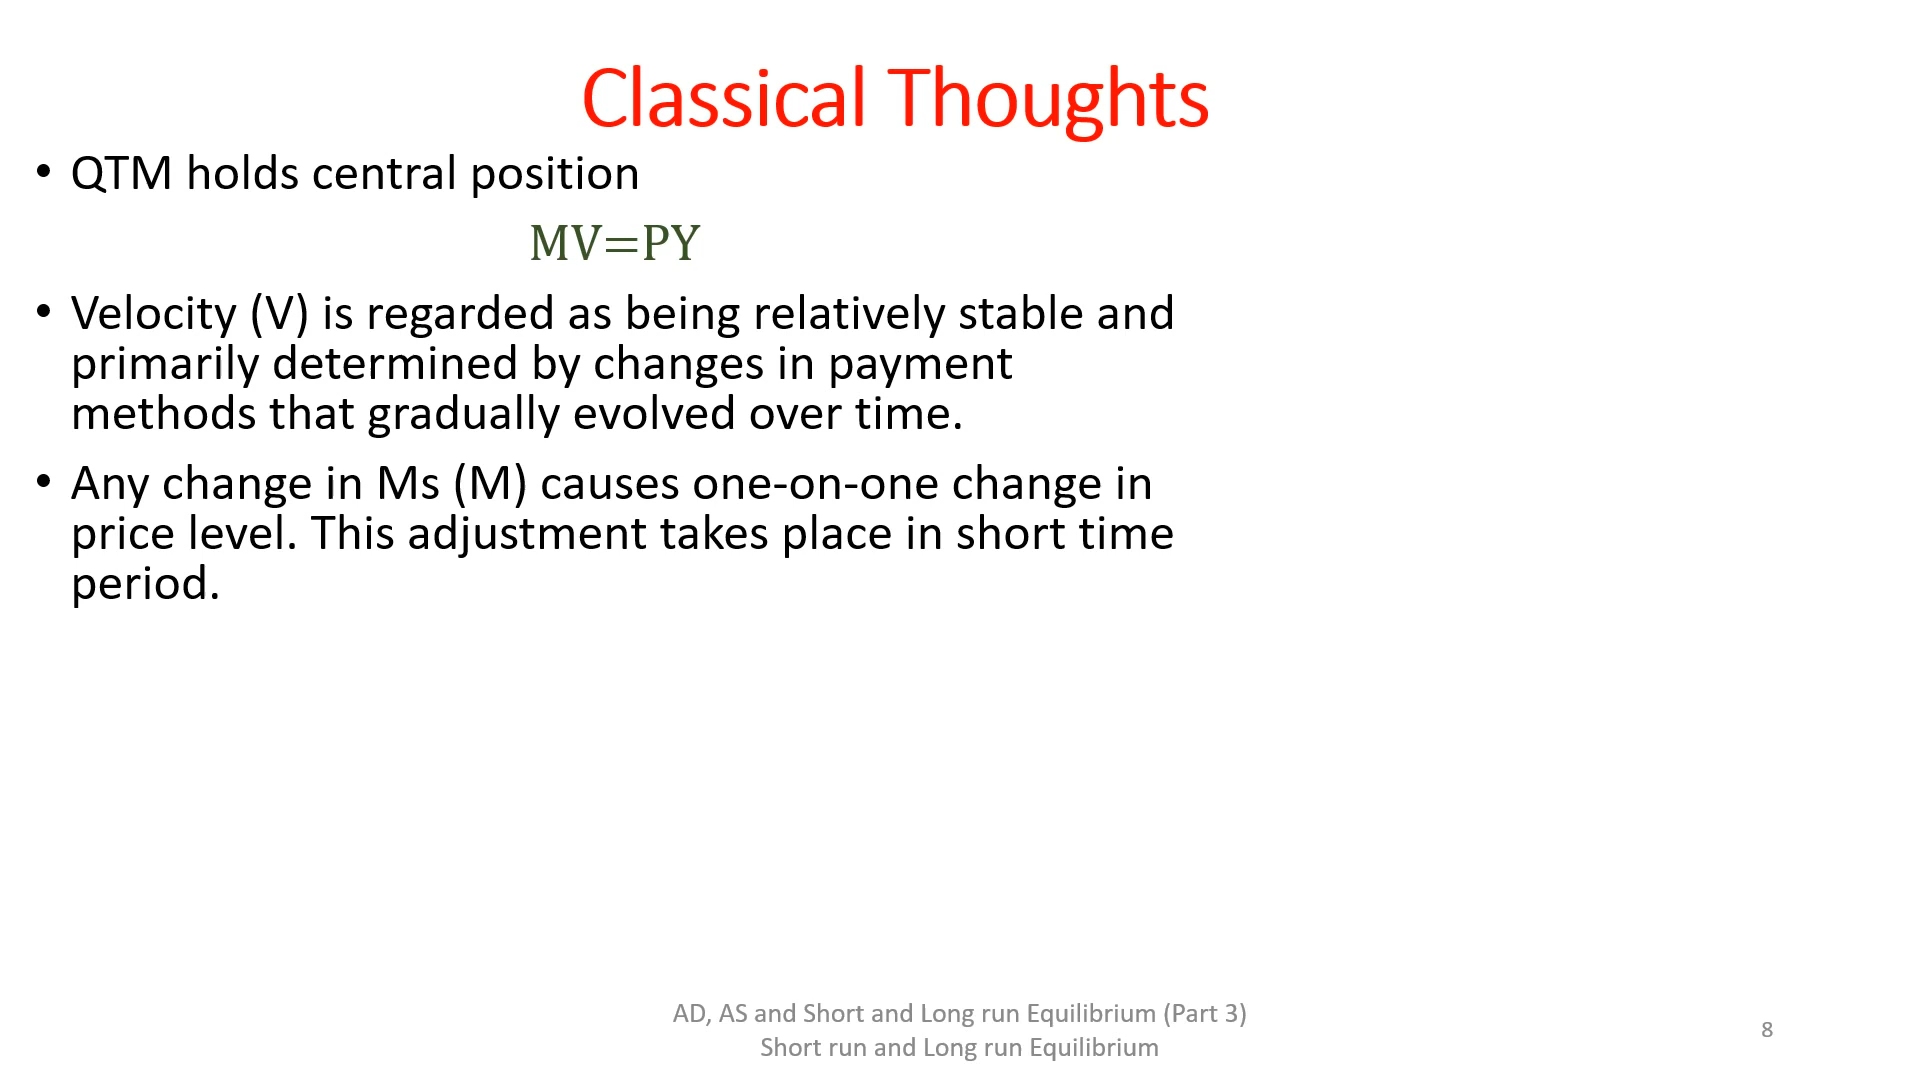 Classical Thoughts
• QTM holds central position
MV=PY
• Velocity (V) is regarded as being relatively stable and
primarily determined by changes in payment
methods that gradually evolved over time.
• Any change in Ms (M) causes one-on-one change in
price level. This adjustment takes place in short time
period.
AD, AS and Short and Long run Equilibrium (Part 3)
Short run and Long run Equilibrium
8